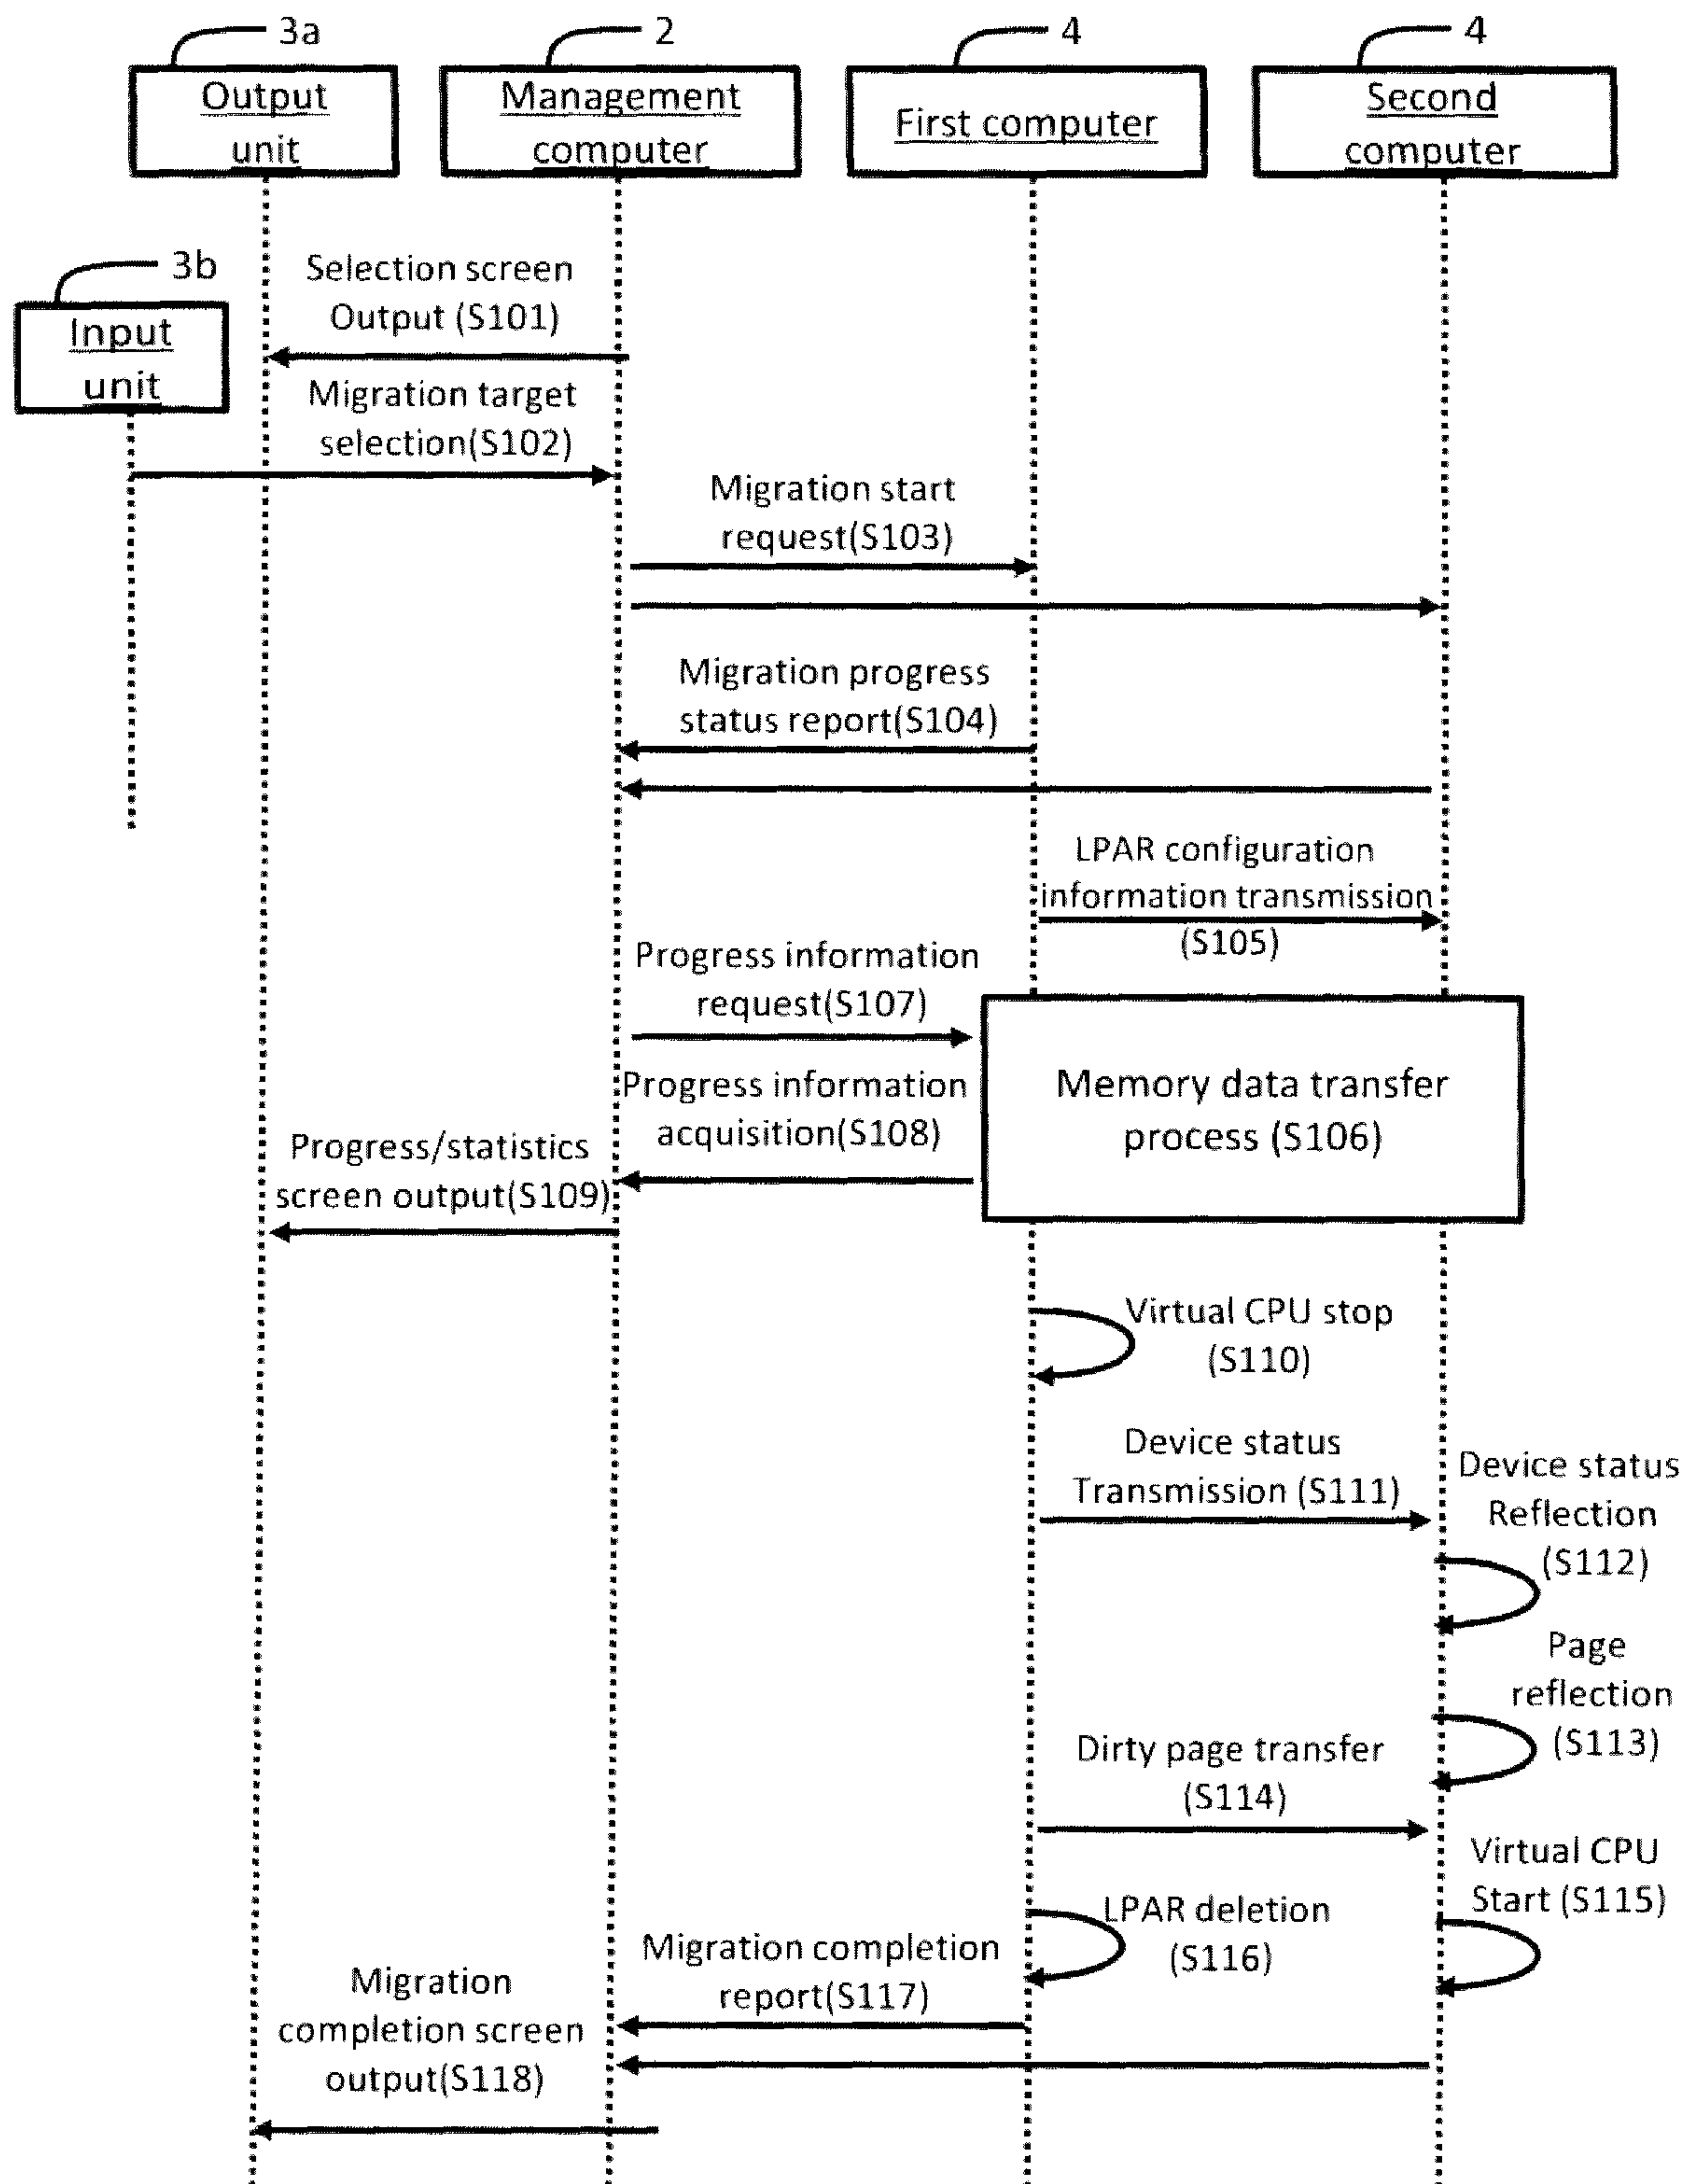 3a
2
4
4
Output
unit
Management
computer
First computer
Second
computer
3b
Input
unit
Selection screen
Output (S101)
Migration target
selection(S102)
Migration start
request(S103)
Migration progress
status report(S104)
LPAR configuration
information transmission
(S105)
Progress information
request(S107)
Memory data transfer
process (S106)
Progress information
acquisition(S108)
Progress/statistics
screen output(S109)
Virtual CPU stop
(S110)
Device status
Transmission (S111)
Device status
Reflection
(S112)
Page
reflection
(S113)
Dirty page transfer
(S114)
Virtual CPU
Start (S115)
LPAR deletion
(S116)
Migration completion
report(S117)
Migration
completion screen
output(S118)